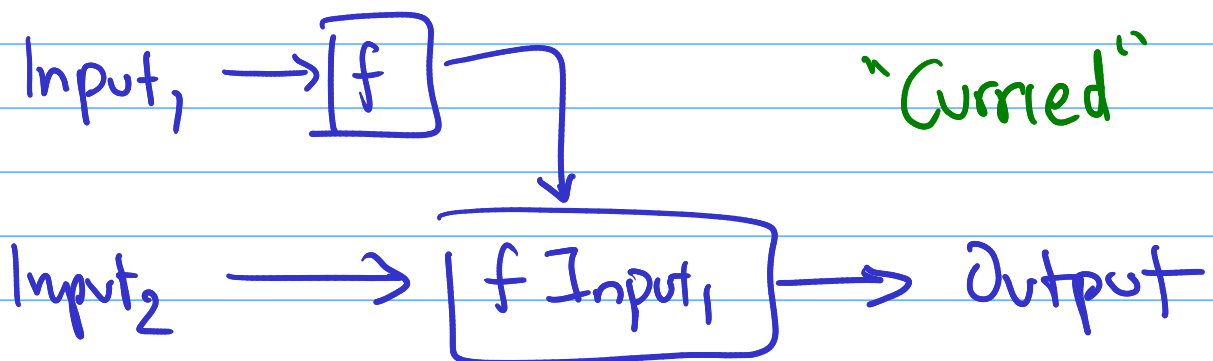 Input₁ → f
"Curried"
Input₂ → f Input₁ → Output